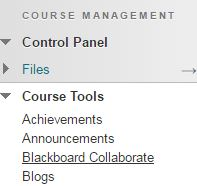 COURSE MANAGEMENT
Control Panel
Files
Course Tools
Achievements
Announcements
Blackboard Collaborate
Blogs